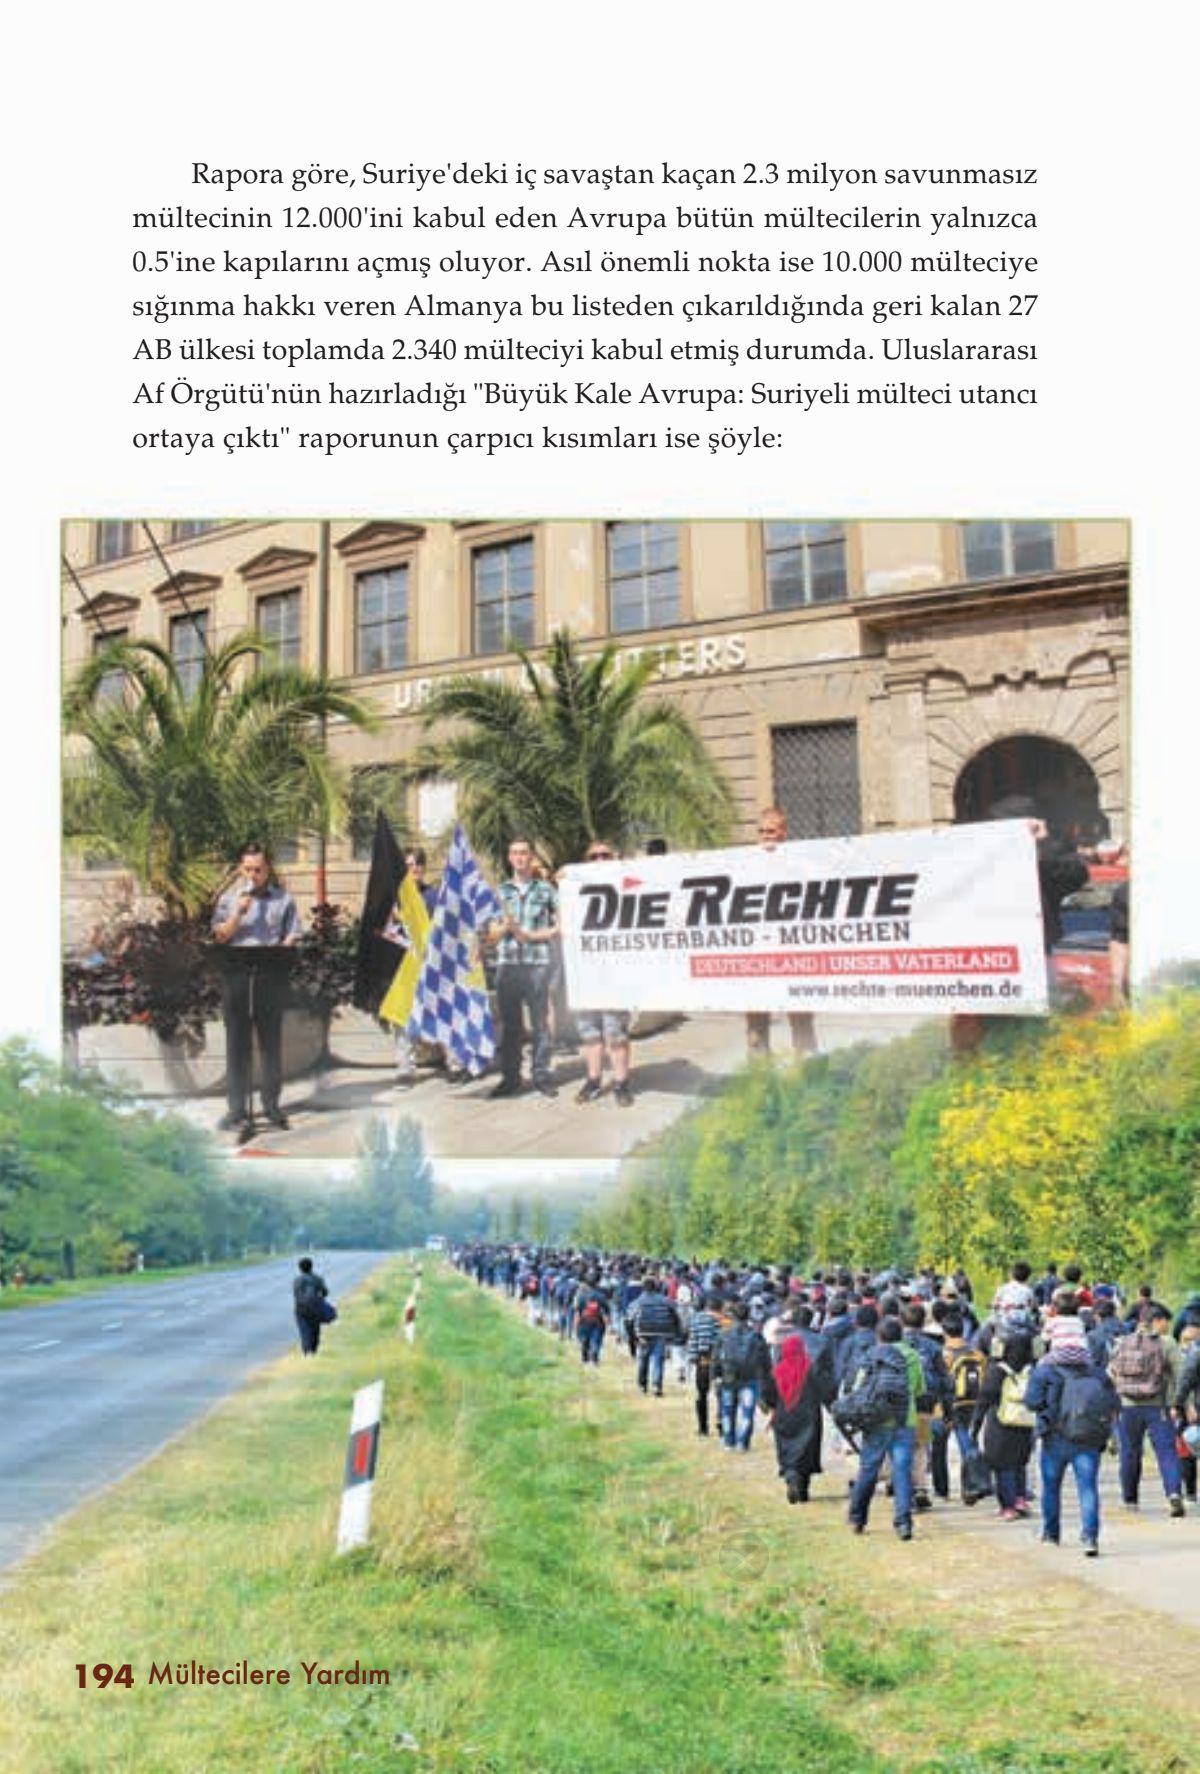 Rapora göre, Suriye'deki iç savaştan kaçan 2.3 milyon savunmasız
mültecinin 12.000'ini kabul eden Avrupa bütün mültecilerin yalnızca
0.5'ine kapılarını açmış oluyor. Asıl önemli nokta ise 10.000 mülteciye
sığınma hakkı veren Almanya bu listeden çıkarıldığında geri kalan 27
AB ülkesi toplamda 2.340 mülteciyi kabul etmiş durumda. Uluslararası
Af Örgütü'nün hazırladığı "Büyük Kale Avrupa: Suriyeli mülteci utancı
ortaya çıktı" raporunun çarpıcı kısımları ise şöyle:
DIE RECHTE
KREISVERBAND - MÜNCHEN
DEUTSCHLAND | UNSER VATERLAND
www.rechte-muenchen.de
194 Mültecilere Yardım